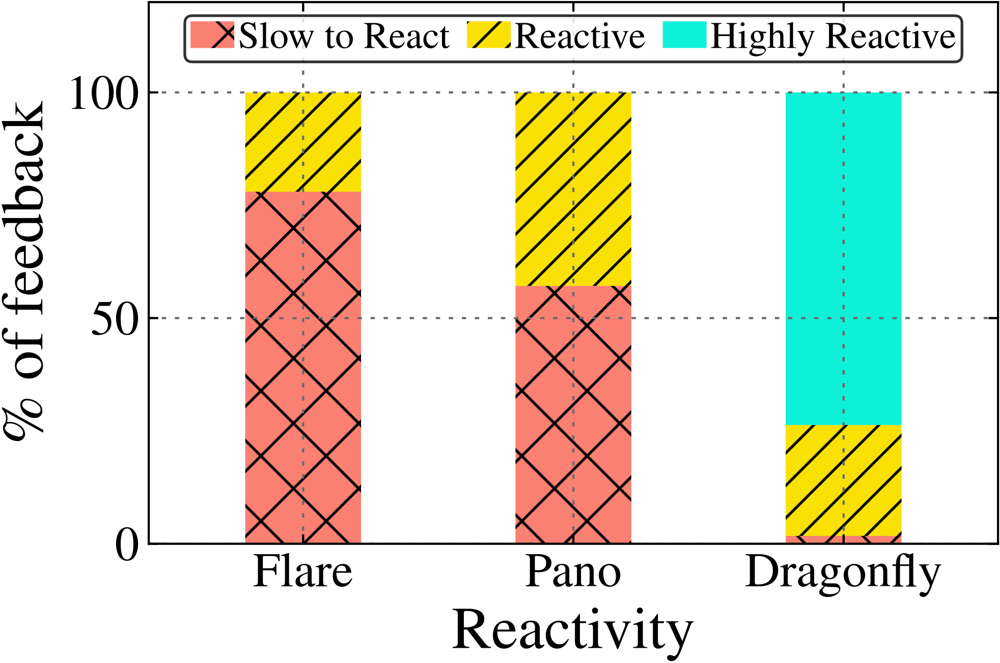 Slow to React Reactive Highly Reactive
100
50
0
% of feedback
Flare Pano Dragonfly
Reactivity